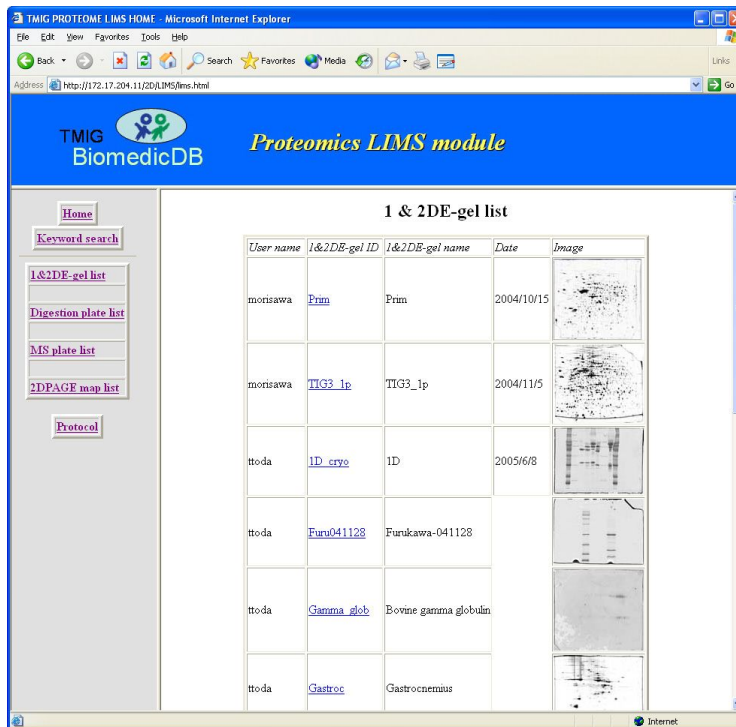 TMIG PROTEOME LIMS HOME - Microsoft Internet Explorer
File Edit View Favorites Tools Help
Back Search Favorites Media Links
Address http://172.17.204.11/2D/LIMS/lims.html Go
TMIG
BiomedicDB
Proteomics LIMS module
Home
Keyword search
1&2DE-gel list
Digestion plate list
MS plate list
2DPAGE map list
Protocol
1 & 2DE-gel list
User name 1&2DE-gel ID 1&2DE-gel name Date Image
morisawa Prim Prim 2004/10/15
morisawa TIG3_1p TIG3_1p 2004/11/5
ttoda 1D_cryo 1D 2005/6/8
ttoda Furu041128 Furukawa-041128
ttoda Gamma_glob Bovine gamma globulin
ttoda Gastroc Gastrocnemius
Internet